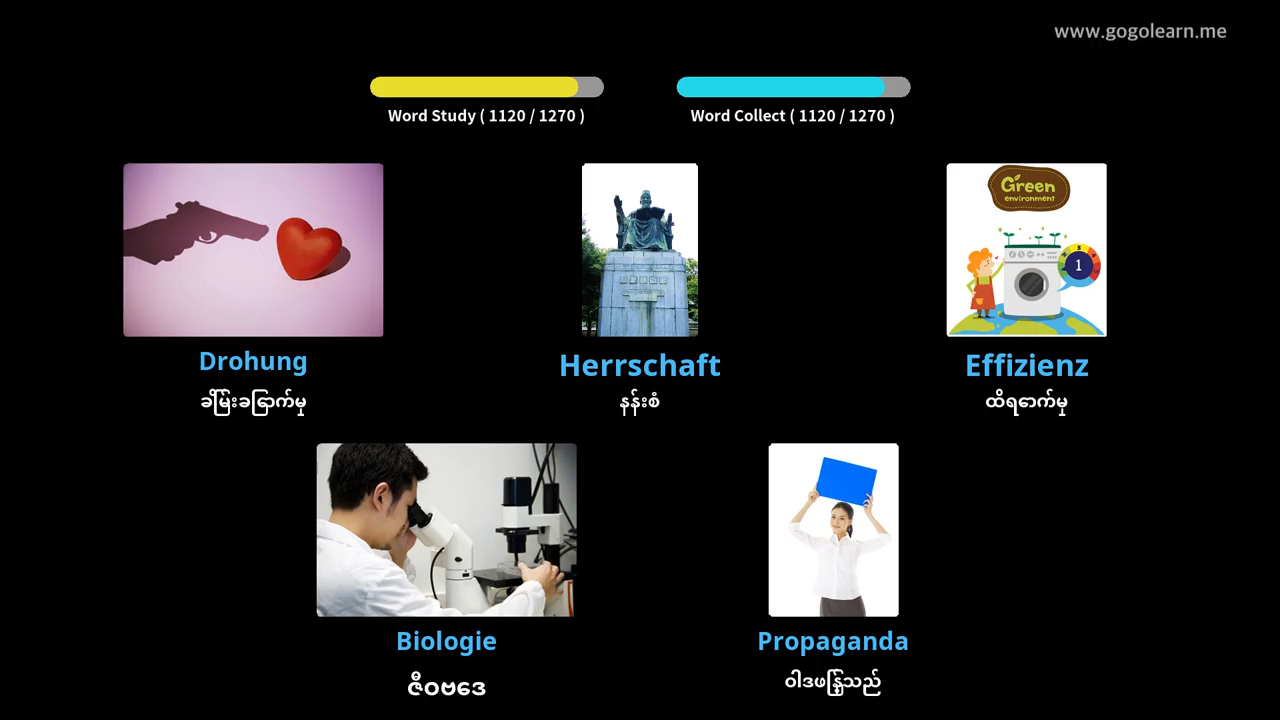 www.gogolearn.me
Word Study ( 1120 / 1270 )
Word Collect ( 1120 / 1270 )
Green
environment
1
Drohung
Herrschaft
Effizienz
ခြိမ်းခြောက်မှု
နန်းစံ
ထိရောက်မှု
Biologie
Propaganda
ဇီဝဗေဒ
ဝါဒဖြန့်သည်